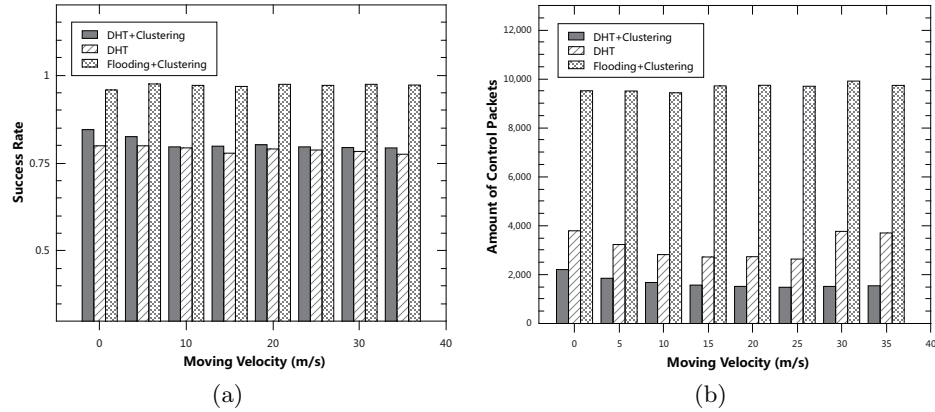 DHT+Clustering
DHT
Flooding+Clustering
1
0.75
0.5
Success Rate
0
10
20
30
40
Moving Velocity (m/s)
(a)
12,000
10,000
8,000
6,000
4,000
2,000
0
Amount of Control Packets
DHT+Clustering
DHT
Flooding+Clustering
0
5
10
15
20
25
30
35
40
Moving Velocity (m/s)
(b)